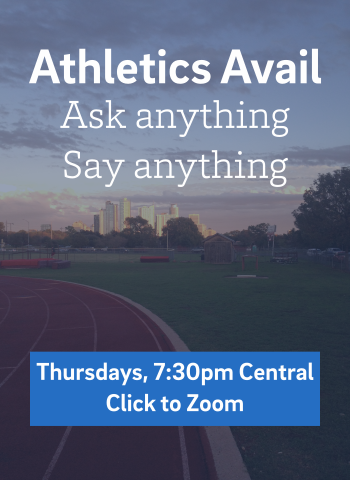 Athletics Avail
Ask anything
Say anything
Thursdays, 7:30pm Central
Click to Zoom